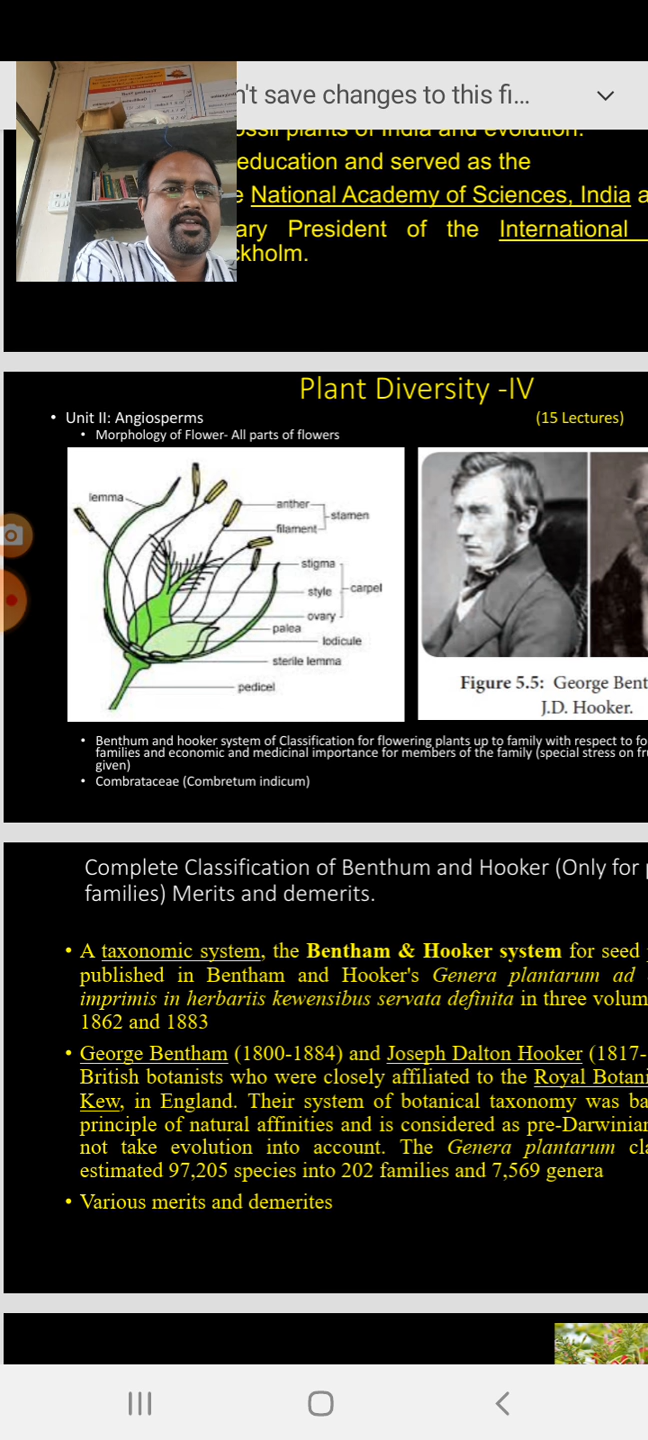 n't save changes to this fi...
ossil plants of India and evolution.
education and served as the
e National Academy of Sciences, India a
ary President of the International
ckholm.
Plant Diversity -IV
• Unit II: Angiosperms
(15 Lectures)
• Morphology of Flower- All parts of flowers
lemma
anther
stamen
filament
stigma
style
carpel
ovary
palea
lodicule
sterile lemma
pedicel
Figure 5.5: George Bent
J.D. Hooker.
• Benthum and hooker system of Classification for flowering plants up to family with respect to fo
families and economic and medicinal importance for members of the family (special stress on fr
given)
• Combrataceae (Combretum indicum)
Complete Classification of Benthum and Hooker (Only for p
families) Merits and demerits.
• A taxonomic system, the Bentham & Hooker system for seed
published in Bentham and Hooker's Genera plantarum ad
imprimis in herbariis kewensibus servata definita in three volum
1862 and 1883
• George Bentham (1800-1884) and Joseph Dalton Hooker (1817-
British botanists who were closely affiliated to the Royal Botani
Kew, in England. Their system of botanical taxonomy was ba
principle of natural affinities and is considered as pre-Darwinian
not take evolution into account. The Genera plantarum cla
estimated 97,205 species into 202 families and 7,569 genera
• Various merits and demerites